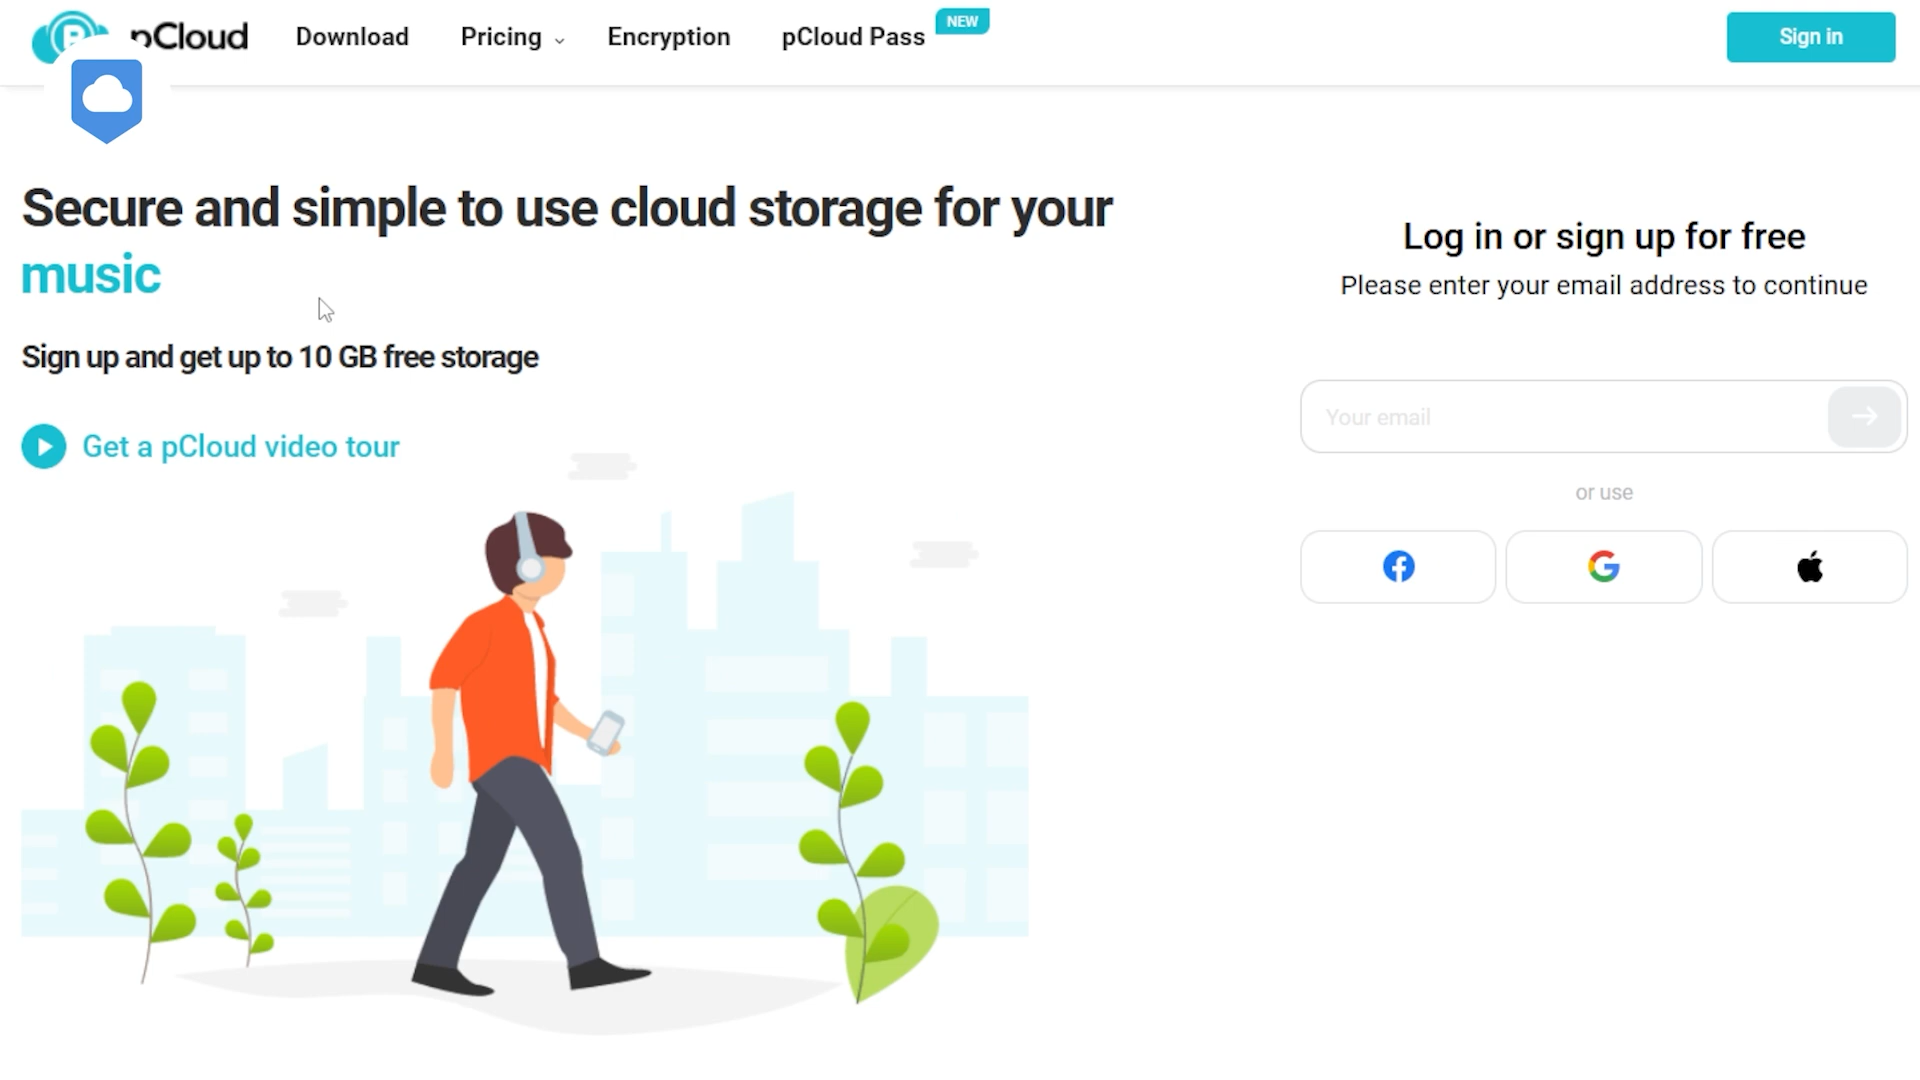 pCloud
Download
Pricing
Encryption
pCloud Pass
NEW
Sign in
Secure and simple to use cloud storage for your
music
Sign up and get up to 10 GB free storage
Get a pCloud video tour
Log in or sign up for free
Please enter your email address to continue
Your email
or use